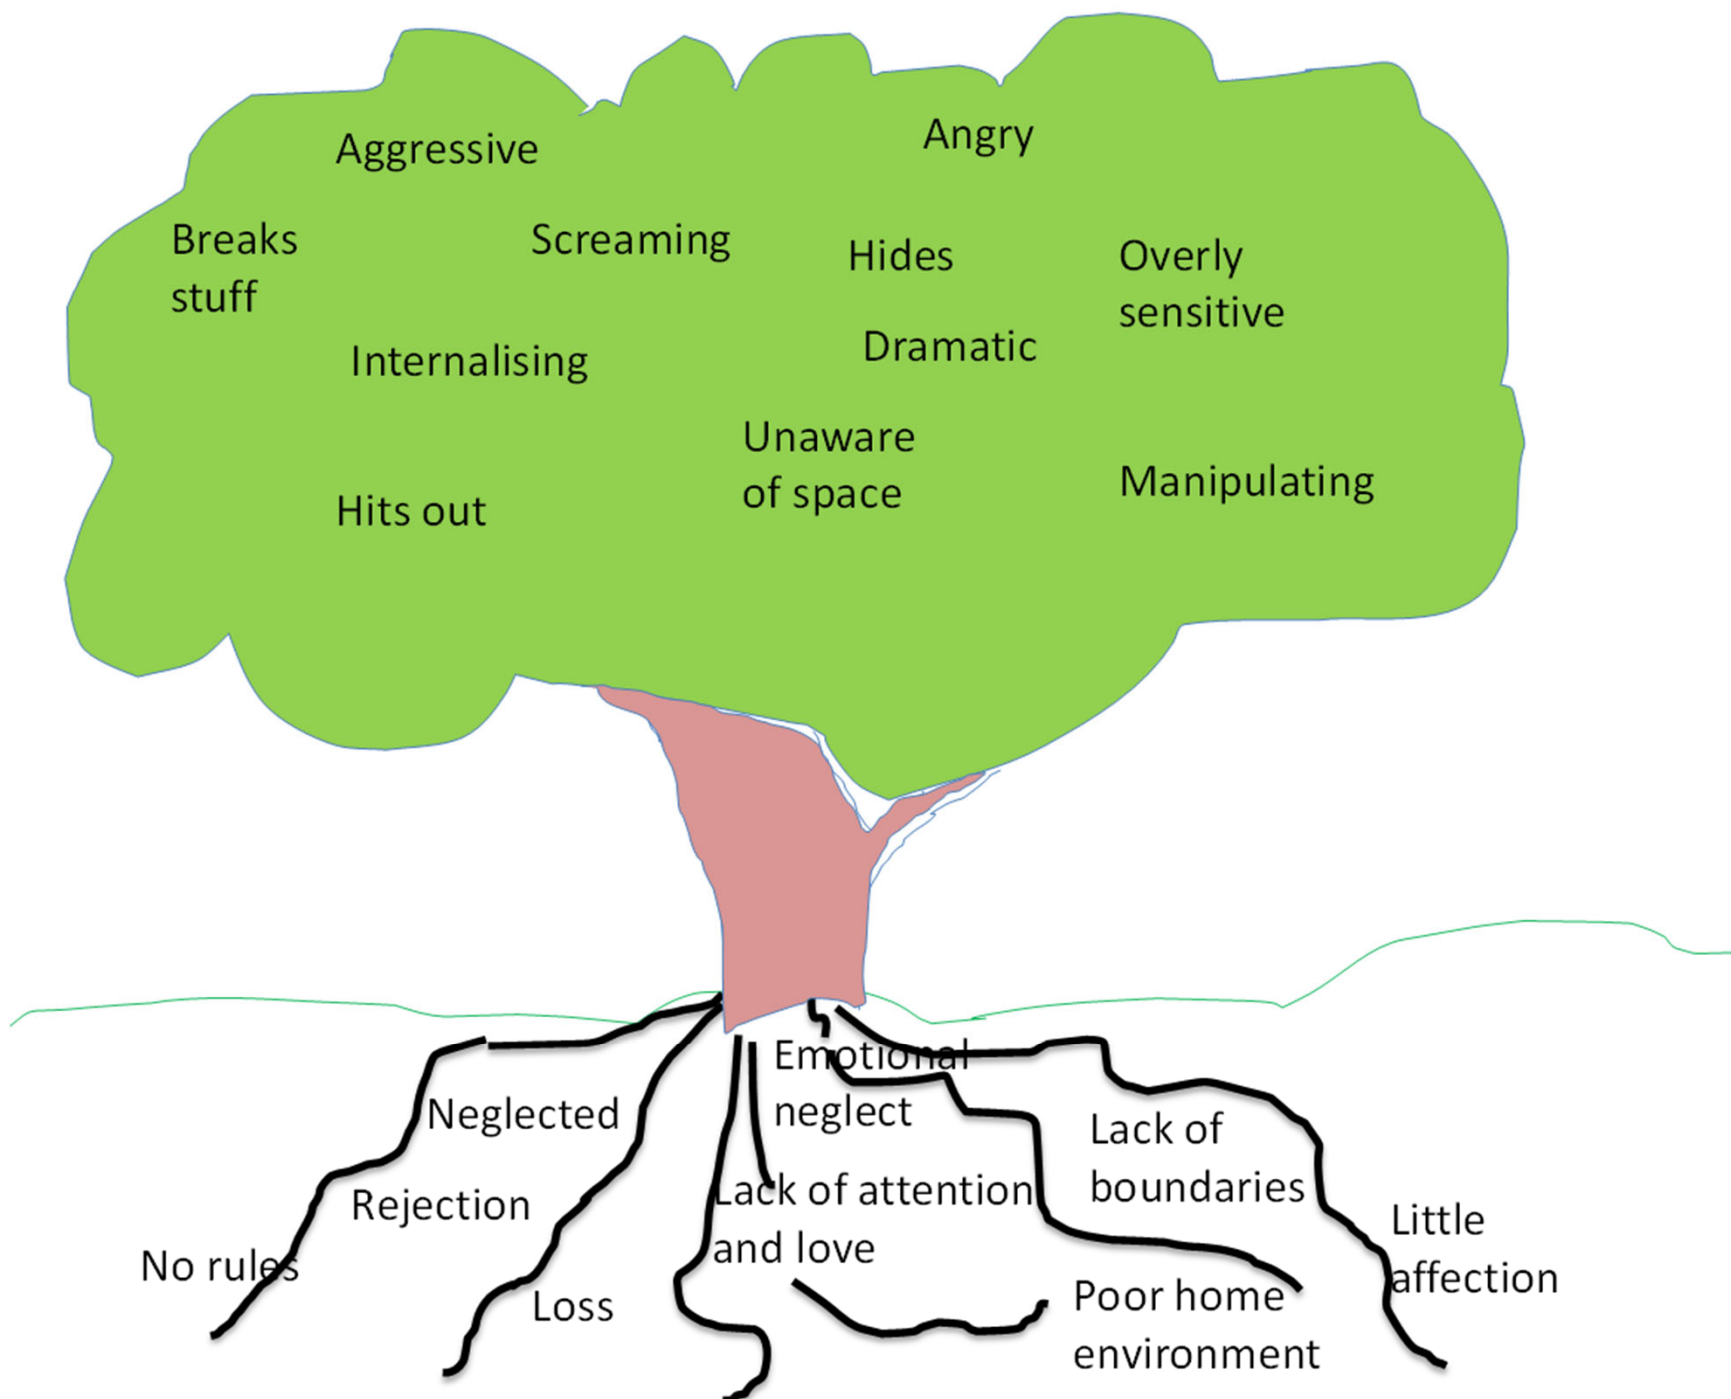 Aggressive
Angry
Breaks
stuff
Screaming
Hides
Overly
sensitive
Internalising
Dramatic
Unaware
of space
Manipulating
Hits out
Emotional
neglect
Neglected
Lack of
boundaries
Rejection
Lack of attention
and love
Little
affection
No rules
Loss
Poor home
environment